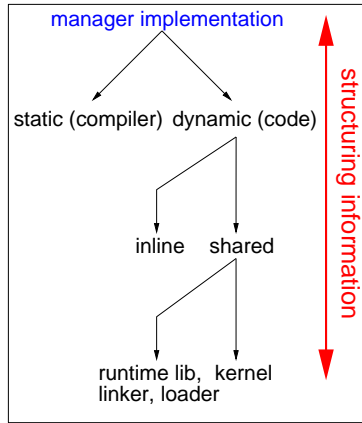 manager implementation
static (compiler) dynamic (code)
inline shared
runtime lib, kernel
linker, loader
structuring information